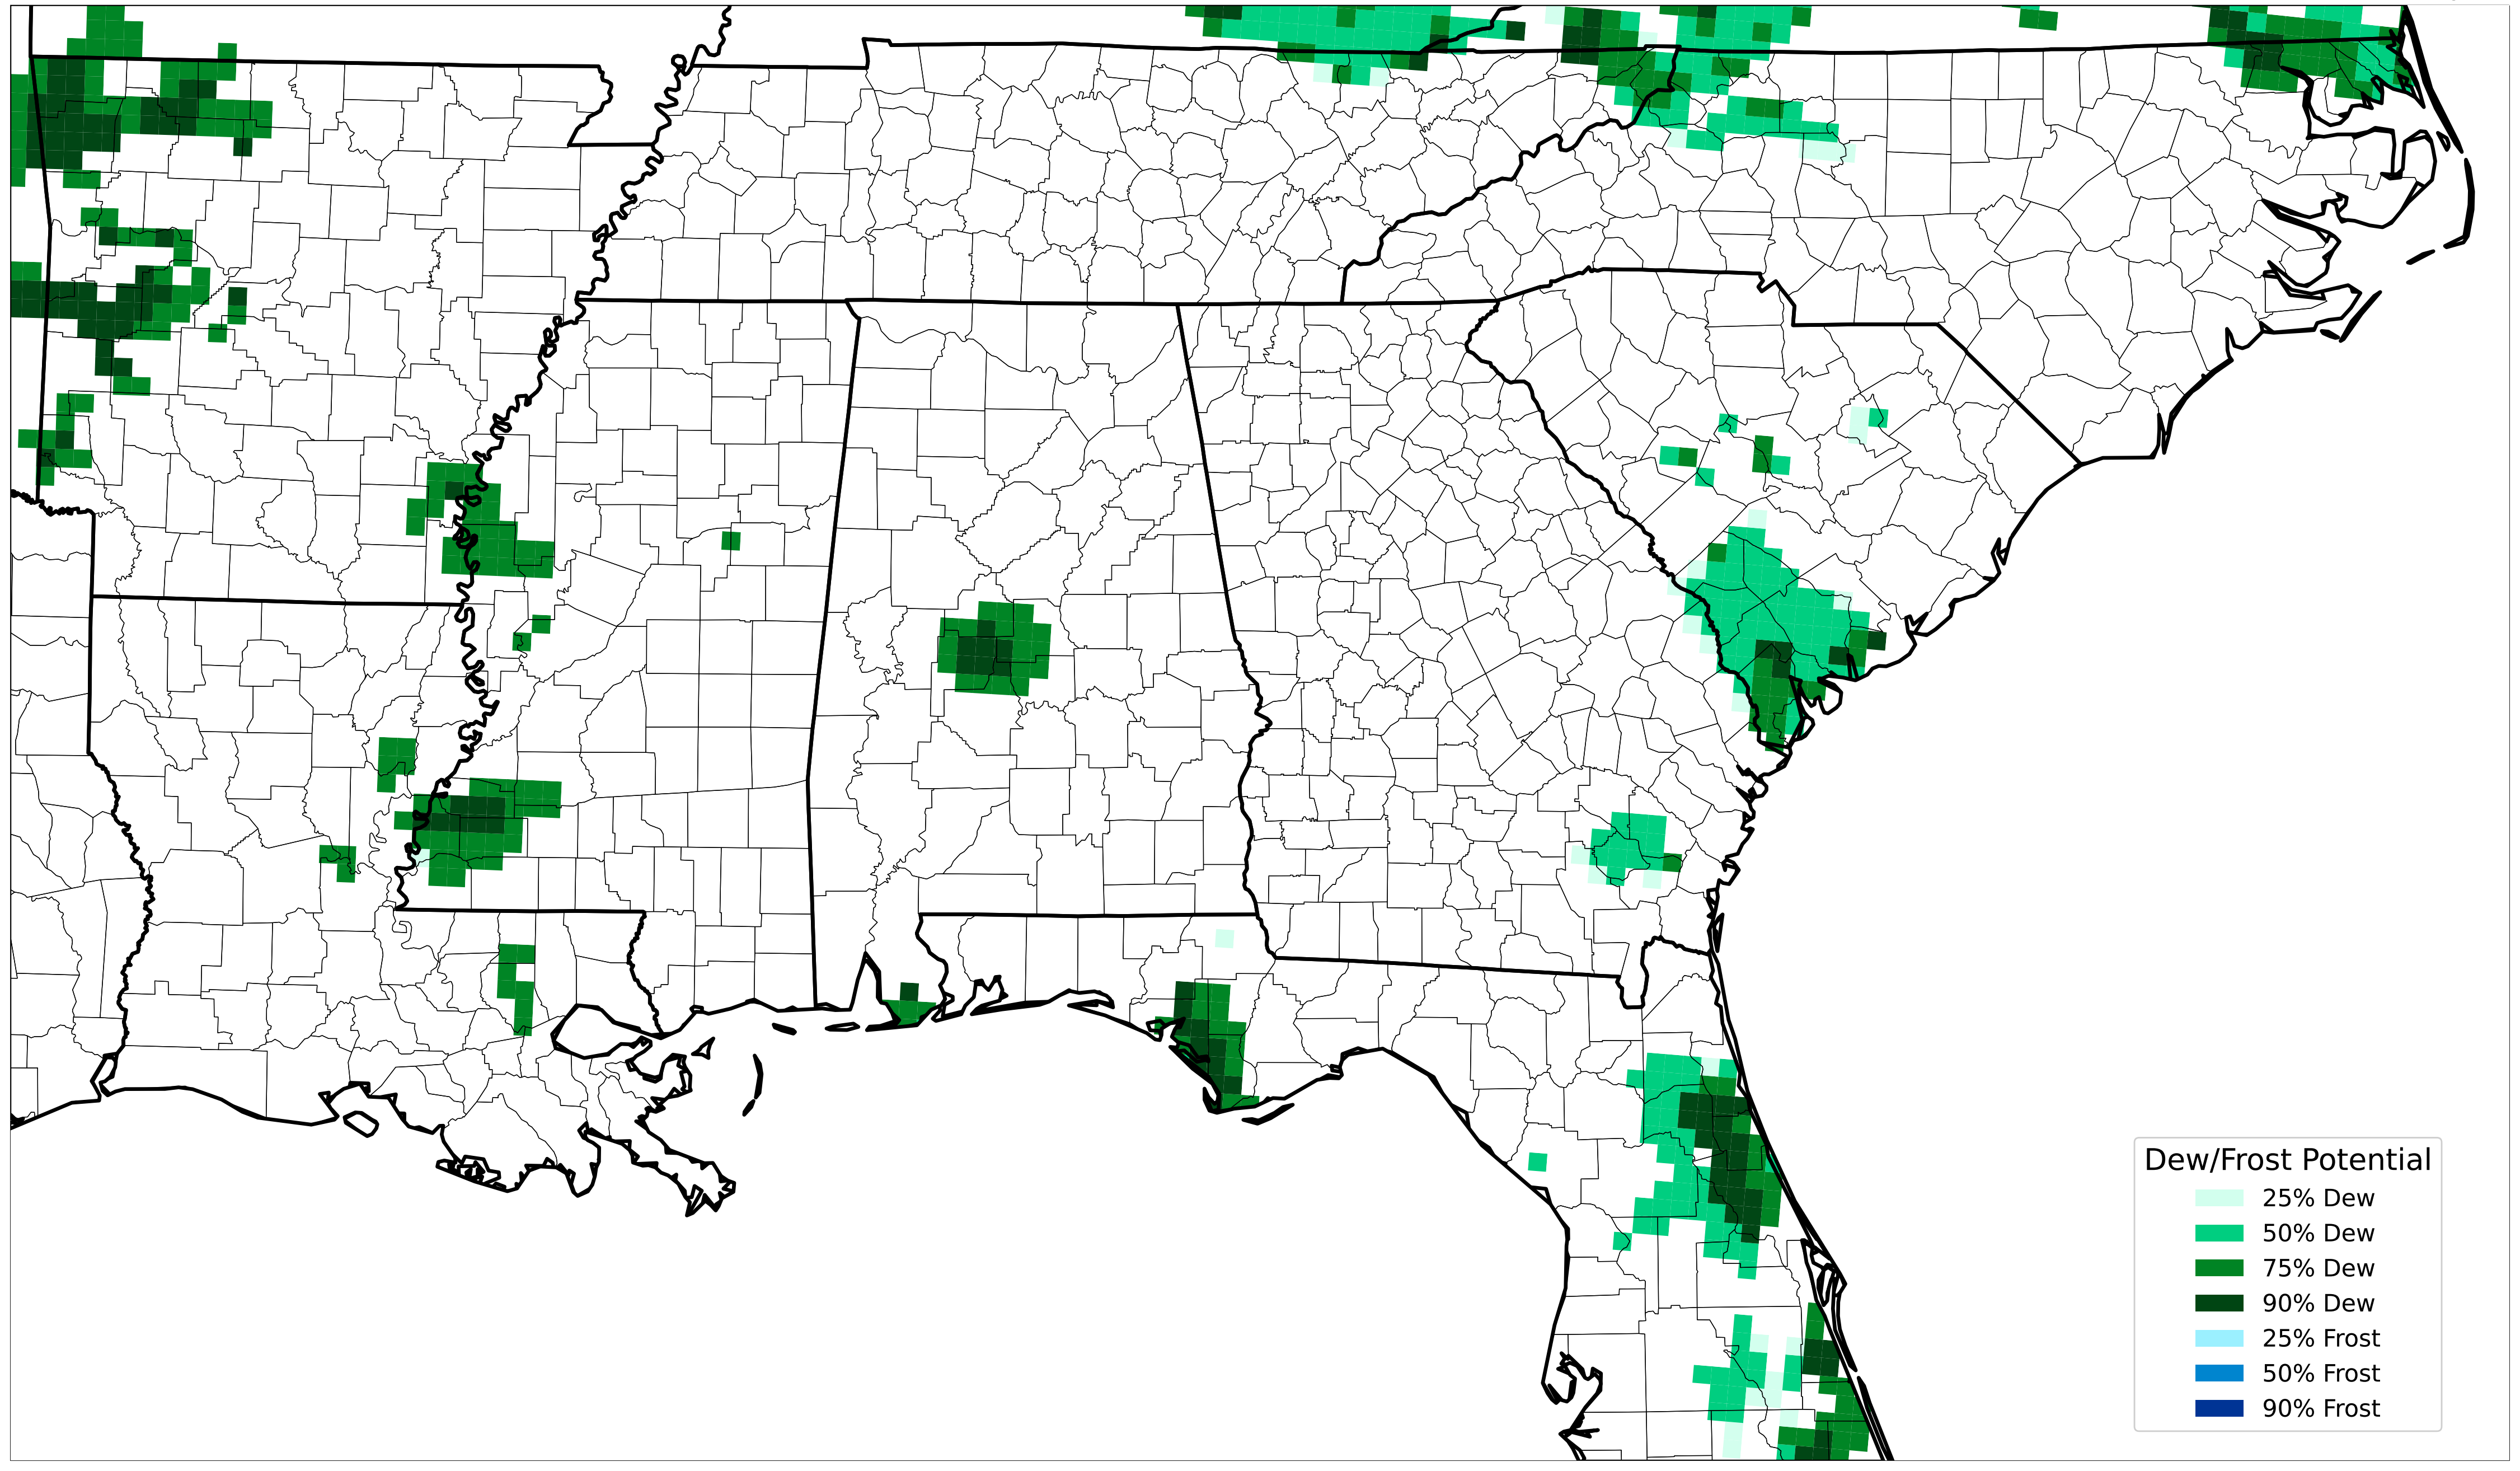 Dew/Frost Potential
25% Dew
50% Dew
75% Dew
90% Dew
25% Frost
50% Frost
90% Frost